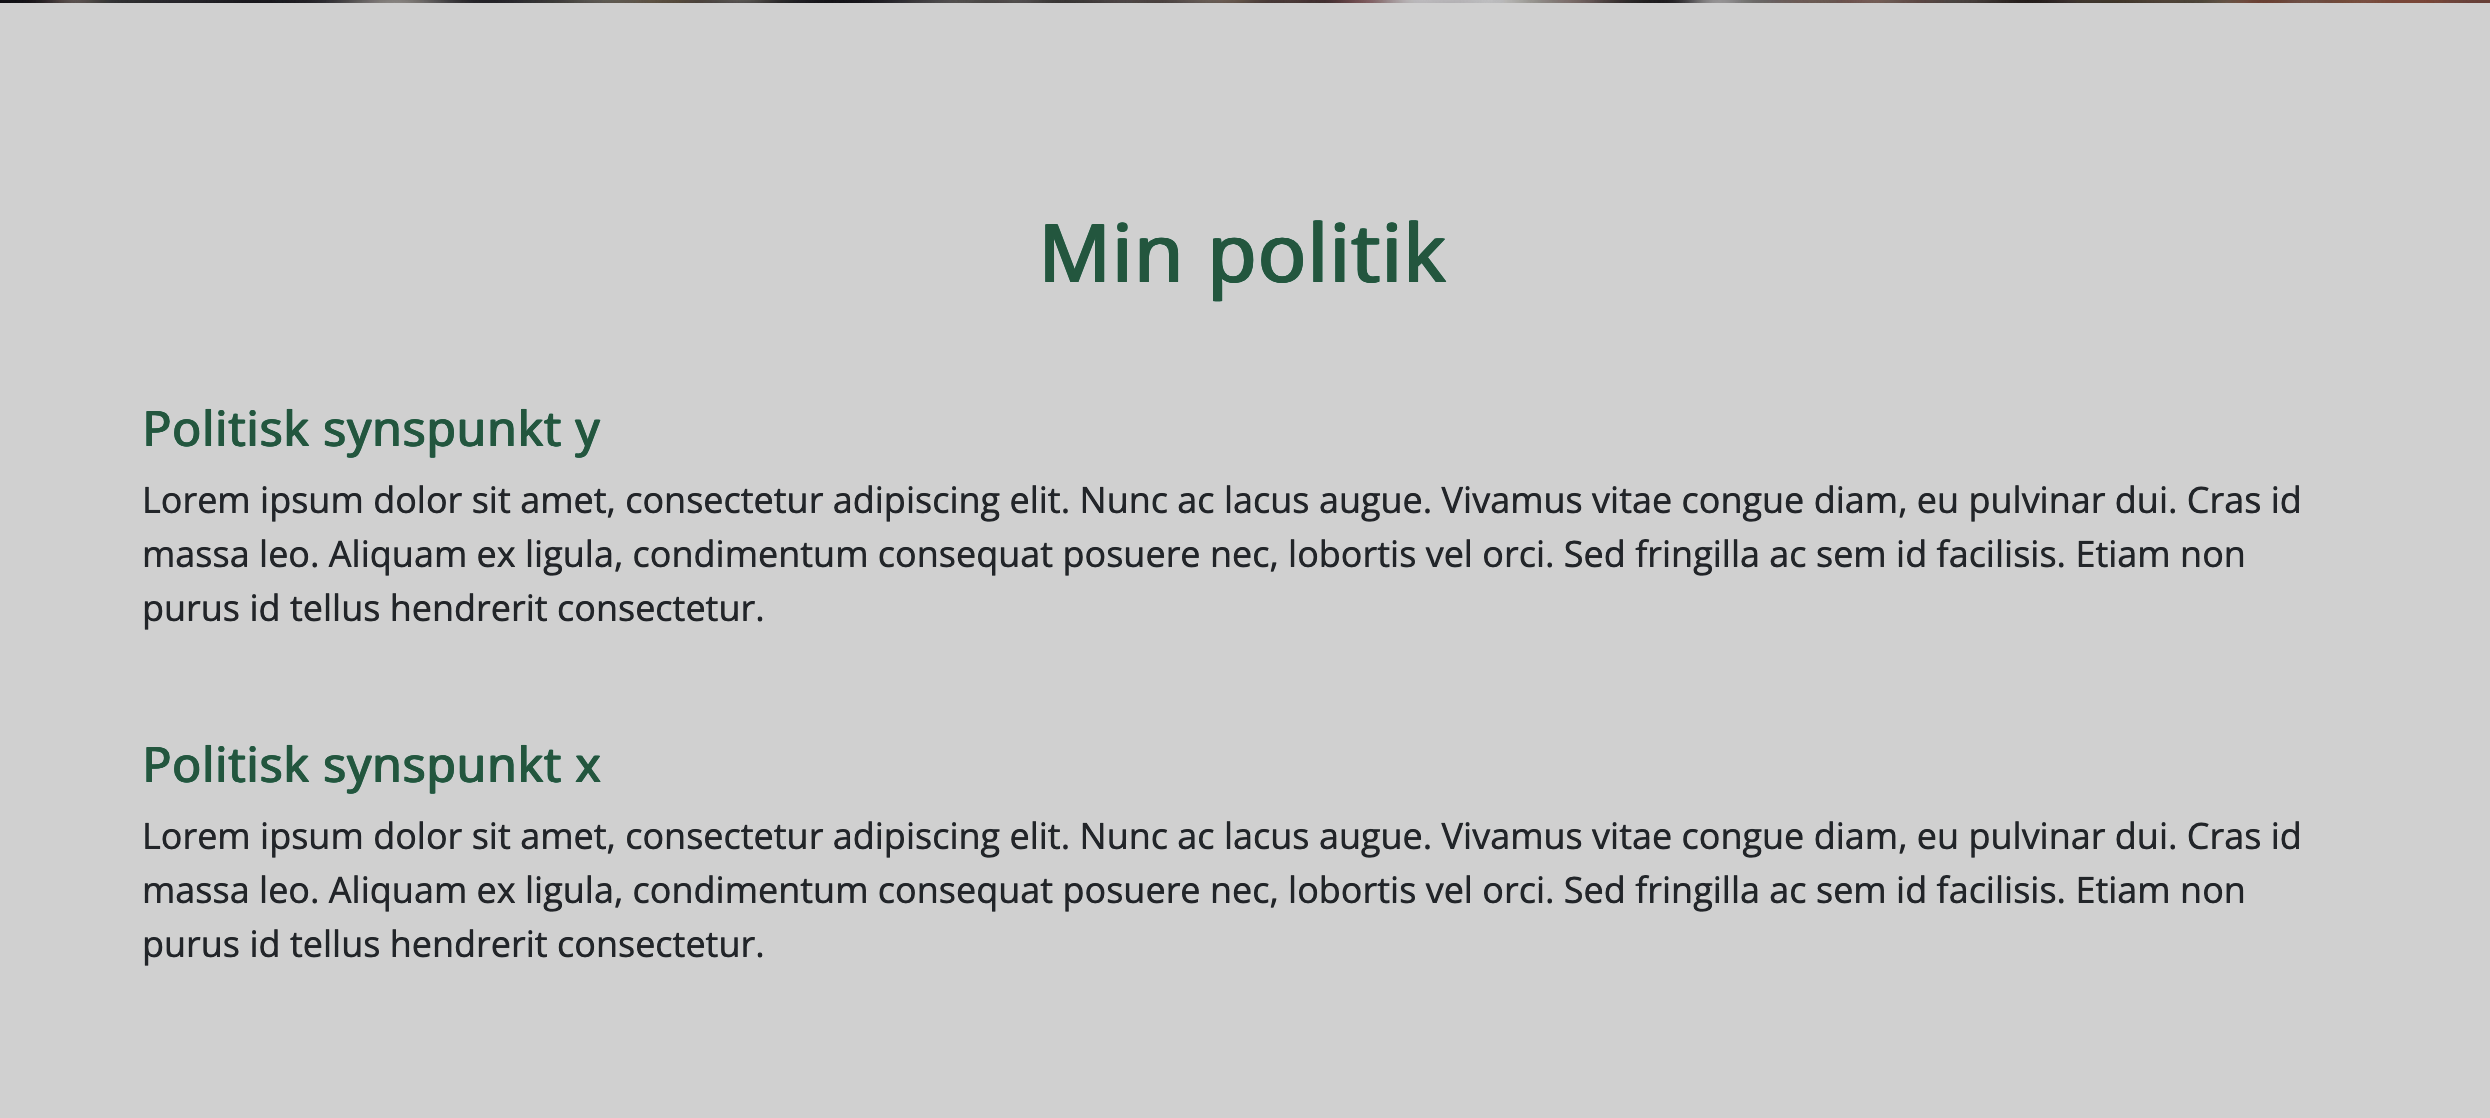 Min politik
Politisk synspunkt y
Lorem ipsum dolor sit amet, consectetur adipiscing elit. Nunc ac lacus augue. Vivamus vitae congue diam, eu pulvinar dui. Cras id
massa leo. Aliquam ex ligula, condimentum consequat posuere nec, lobortis vel orci. Sed fringilla ac sem id facilisis. Etiam non
purus id tellus hendrerit consectetur.
Politisk synspunkt x
Lorem ipsum dolor sit amet, consectetur adipiscing elit. Nunc ac lacus augue. Vivamus vitae congue diam, eu pulvinar dui. Cras id
massa leo. Aliquam ex ligula, condimentum consequat posuere nec, lobortis vel orci. Sed fringilla ac sem id facilisis. Etiam non
purus id tellus hendrerit consectetur.